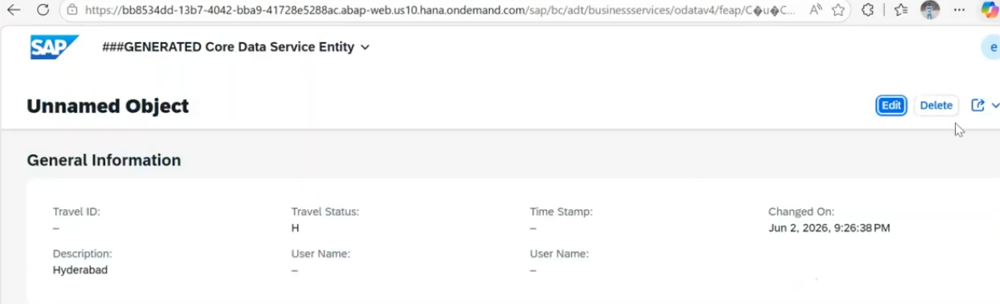 https://bb8534dd-13b7-4042-bba9-41728e5288ac.abap-web.us10.hana.ondemand.com/sap/bc/adt/businessservices/odatav4/feap/C�u�C...
SAP ###GENERATED Core Data Service Entity e
Unnamed Object Edit Delete
General Information
Travel ID: Travel Status: Time Stamp: Changed On:
– H – Jun 2, 2026, 9:26:38 PM
Description: User Name: User Name:
Hyderabad – –